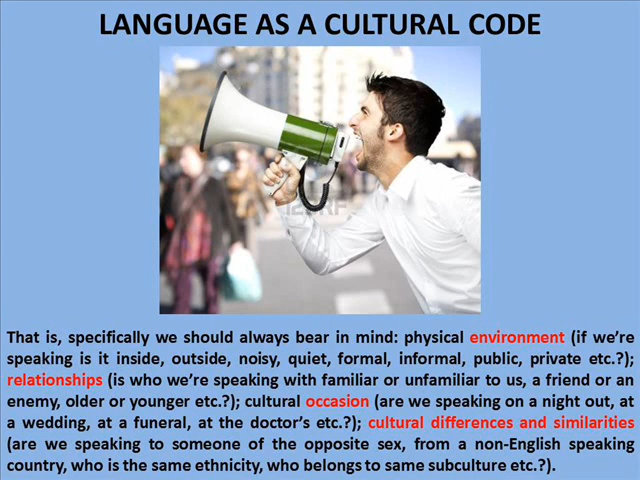 LANGUAGE AS A CULTURAL CODE
That is, specifically we should always bear in mind: physical environment (if we’re
speaking is it inside, outside, noisy, quiet, formal, informal, public, private etc.?);
relationships (is who we’re speaking with familiar or unfamiliar to us, a friend or an
enemy, older or younger etc.?); cultural occasion (are we speaking on a night out, at
a wedding, at a funeral, at the doctor’s etc.?); cultural differences and similarities
(are we speaking to someone of the opposite sex, from a non-English speaking
country, who is the same ethnicity, who belongs to same subculture etc.?).